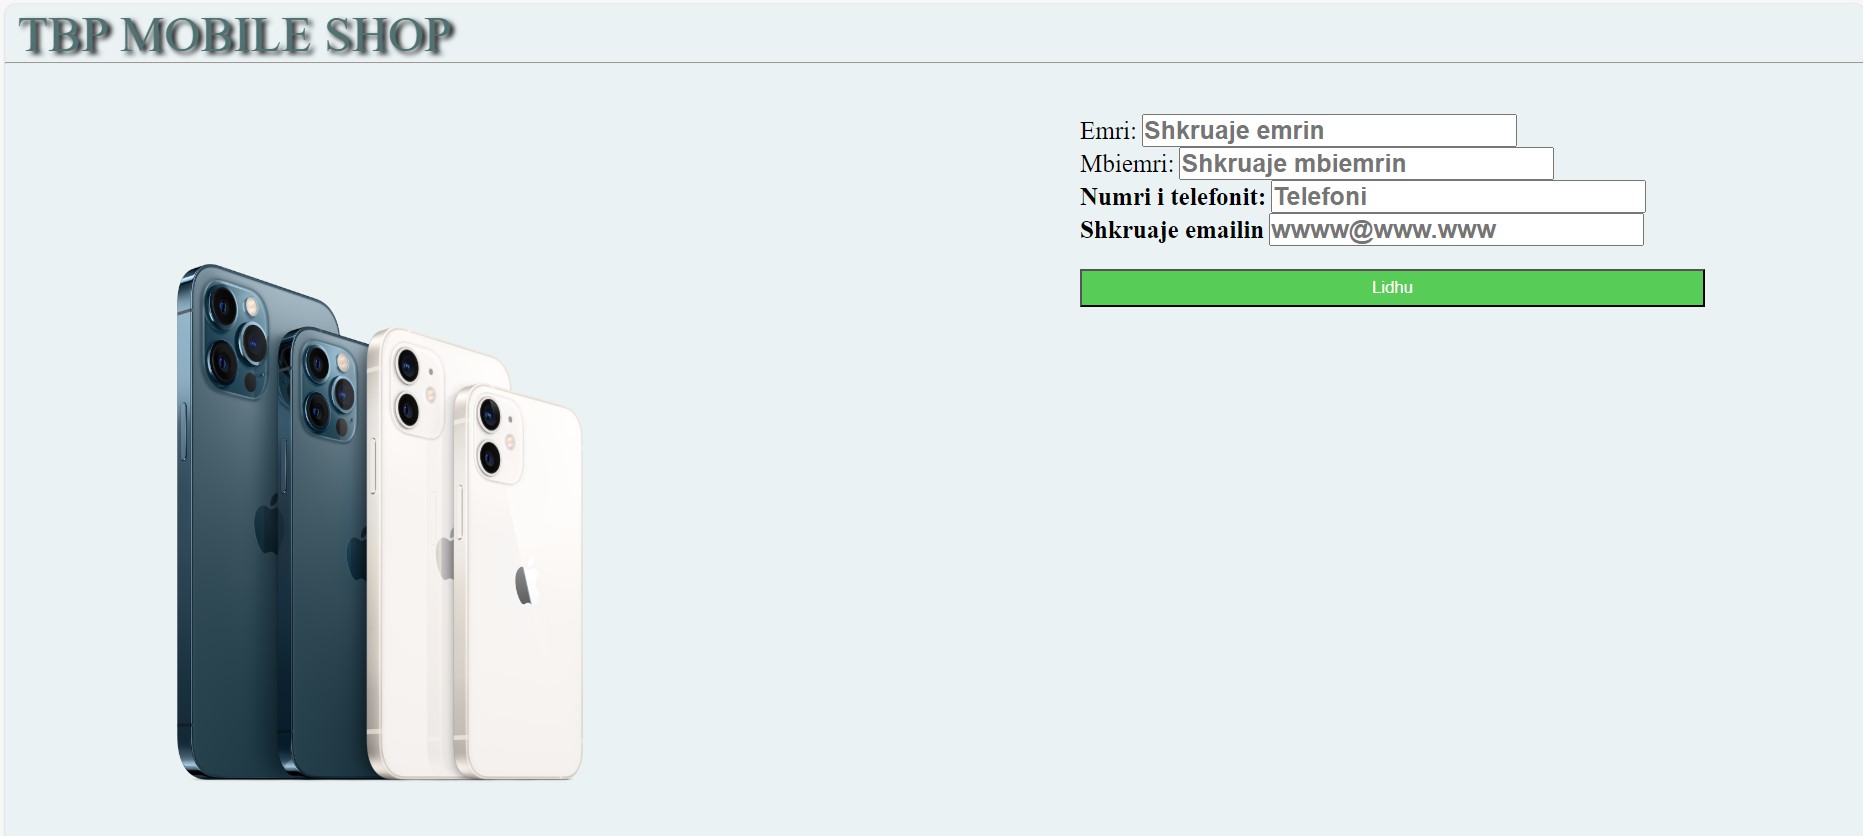 TBP MOBILE SHOP
Emri: Shkruaje emrin
Mbiemri: Shkruaje mbiemrin
Numri i telefonit: Telefoni
Shkruaje emailin wwww@www.www
Lidhu